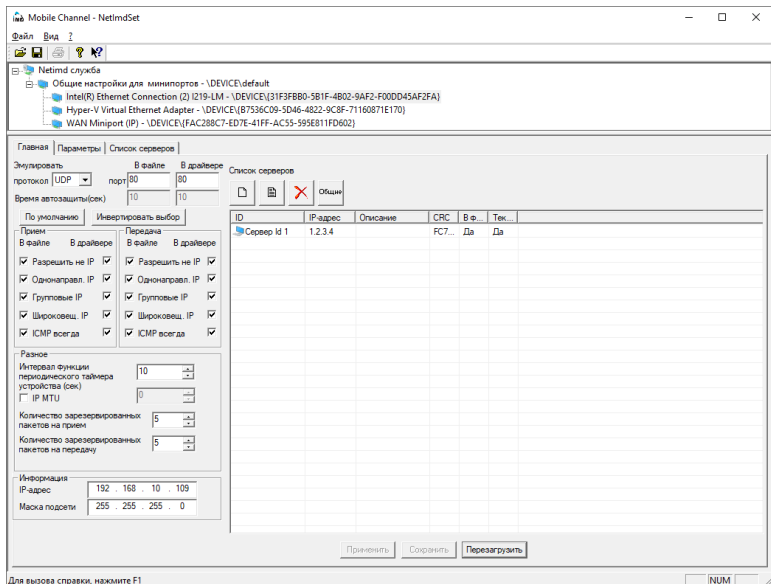 Mobile Channel - NetImdSet
Файл Вид ?
Netimd служба
Общие настройки для минипортов - \DEVICE\default
Intel(R) Ethernet Connection (2) I219-LM - \DEVICE\{31F3FBB0-5B1F-4B02-9AF2-F00DD45AF2FA}
Hyper-V Virtual Ethernet Adapter - \DEVICE\{B7536C09-5D46-4822-9C8F-71160871E170}
WAN Miniport (IP) - \DEVICE\{FAC288C7-ED7E-41FF-AC55-595E811FD602}
Главная Параметры Список серверов
Эмулировать В файле В драйвере
протокол UDP порт 80 80
Время автозащиты(сек) 10 10
По умолчанию Инвертировать выбор
Прием Передача
В файле В драйвере В файле В драйвере
Разрешить не IP Разрешить не IP
Однонаправл. IP Однонаправл. IP
Групповые IP Групповые IP
Широковещ. IP Широковещ. IP
ICMP всегда ICMP всегда
Разное
Интервал функции
периодического таймера
устройства (сек) 10
IP MTU 0
Количество зарезервированных
пакетов на прием 5
Количество зарезервированных
пакетов на передачу 5
Информация
IP-адрес 192 . 168 . 10 . 109
Маска подсети 255 . 255 . 255 . 0
Список серверов
Общие
ID IP-адрес Описание CRC В ф... Тек...
Сервер Id 1 1.2.3.4 FC7... Да Да
Применить Сохранить Перезагрузить
Для вызова справки, нажмите F1 NUM